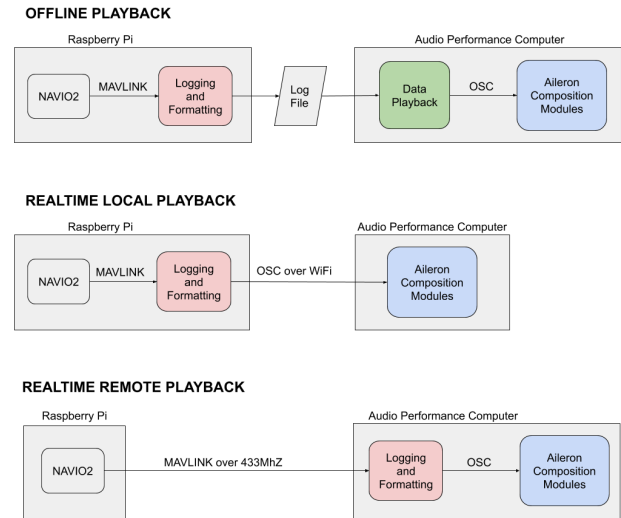 OFFLINE PLAYBACK
Raspberry Pi
Audio Performance Computer
NAVIO2
MAVLINK
Logging
and
Formatting
Log
File
Data
Playback
OSC
Aileron
Composition
Modules
REALTIME LOCAL PLAYBACK
Raspberry Pi
Audio Performance Computer
NAVIO2
MAVLINK
Logging
and
Formatting
OSC over WiFi
Aileron
Composition
Modules
REALTIME REMOTE PLAYBACK
Raspberry Pi
Audio Performance Computer
NAVIO2
MAVLINK over 433MhZ
Logging
and
Formatting
OSC
Aileron
Composition
Modules